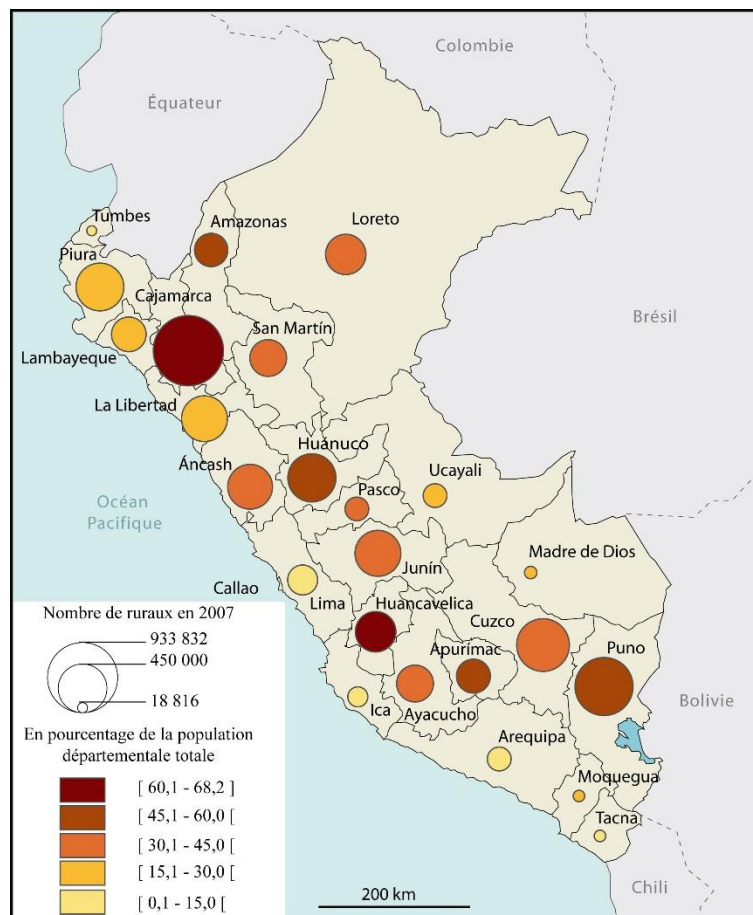 Colombie
Équateur
Tumbes
Amazonas
Loreto
Piura
Cajamarca
Brésil
San Martín
Lambayeque
La Libertad
Huánuco
Áncash
Ucayali
Pasco
Océan
Pacifique
Madre de Dios
Junín
Callao
Lima
Huancavelica
Cuzco
Apurímac
Puno
Bolivie
Ica
Ayacucho
Arequipa
Moquegua
Tacna
Chili
Nombre de ruraux en 2007
933 832
450 000
18 816
En pourcentage de la population
départementale totale
[ 60,1 - 68,2 ]
[ 45,1 - 60,0 [
[ 30,1 - 45,0 [
[ 15,1 - 30,0 [
[ 0,1 - 15,0 [
200 km